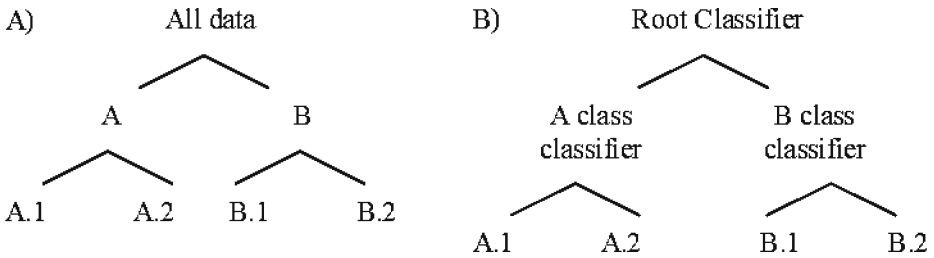 A) All data
A B
A.1 A.2 B.1 B.2
B) Root Classifier
A class B class
classifier classifier
A.1 A.2 B.1 B.2